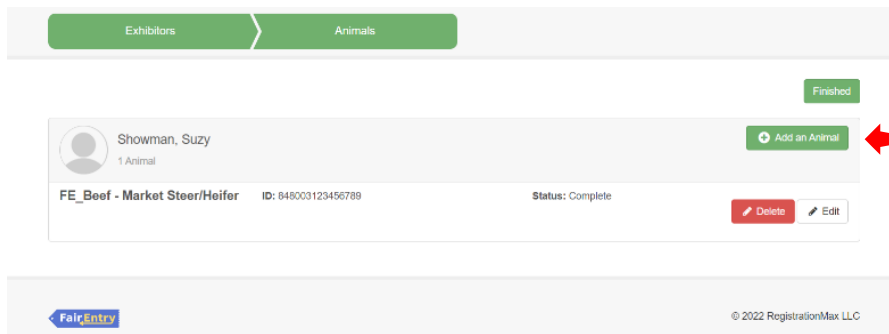 Exhibitors
Animals
Finished
Showman, Suzy
Add an Animal
1 Animal
FE_Beef - Market Steer/Heifer ID: 848003123456789 Status: Complete
Delete Edit
FairEntry
© 2022 RegistrationMax LLC